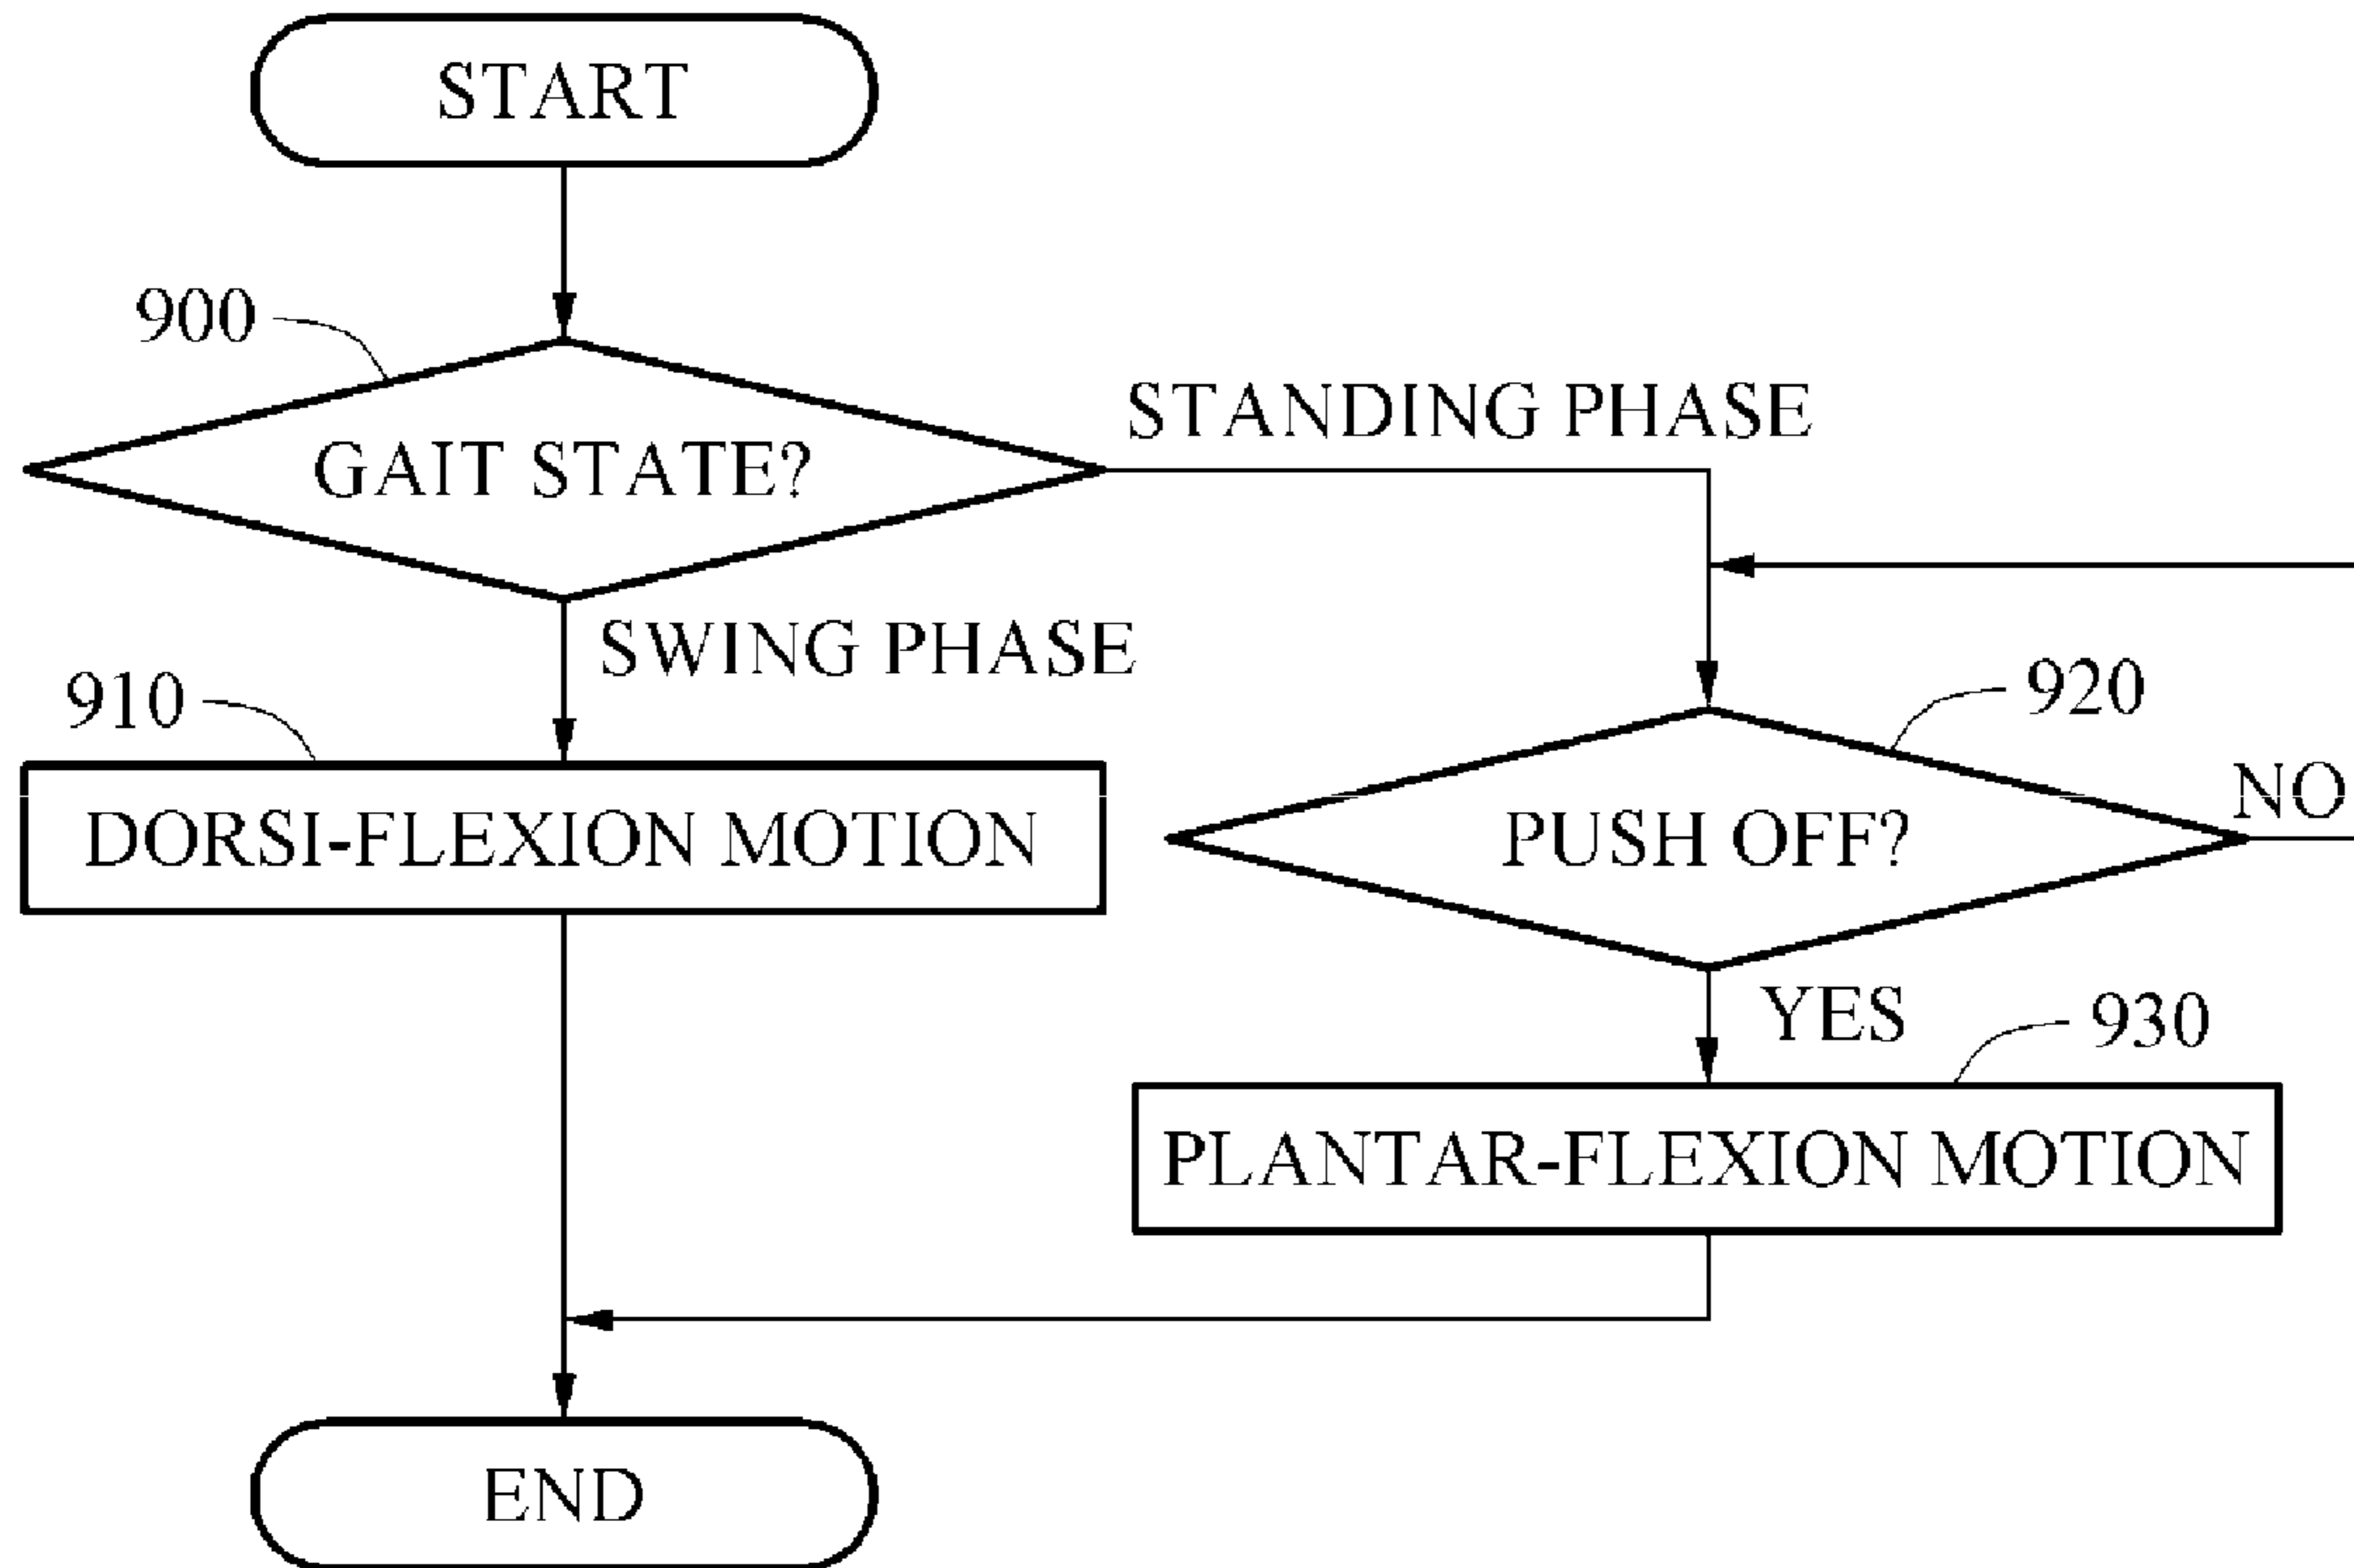 START
900
GAIT STATE?
STANDING PHASE
SWING PHASE
910
DORSI-FLEXION MOTION
920
PUSH OFF?
NO
YES
930
PLANTAR-FLEXION MOTION
END